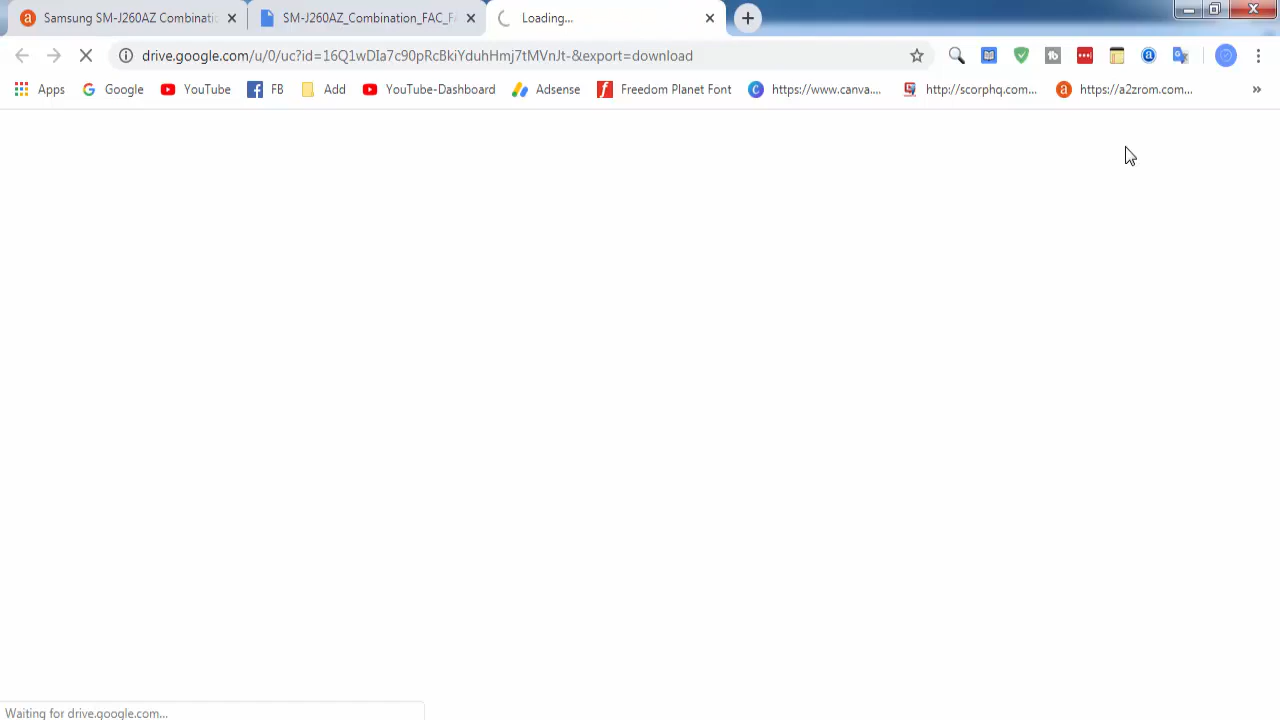 Samsung SM-J260AZ Combinati
SM-J260AZ_Combination_FAC_F
Loading...
drive.google.com/u/0/uc?id=16Q1wDIa7c90pRcBkiYduhHmj7tMVnJt-&export=download
Apps
Google
YouTube
FB
Add
YouTube-Dashboard
Adsense
Freedom Planet Font
https://www.canva....
http://scorphq.com...
https://a2zrom.com...
»
Waiting for drive.google.com...